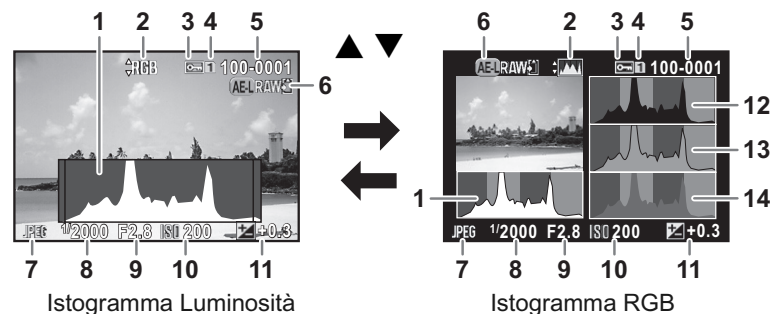 1 2 3 4 5
RGB 1 100-0001
AE-L RAW 6
JPEG 1/2000 F2.8 ISO 200 +0.3
7 8 9 10 11
Istogramma Luminosità
▲ ▼
6 2 3 4 5
AE-L RAW 1 100-0001
12
13
14
1
JPEG 1/2000 F2.8 ISO 200 +0.3
7 8 9 10 11
Istogramma RGB